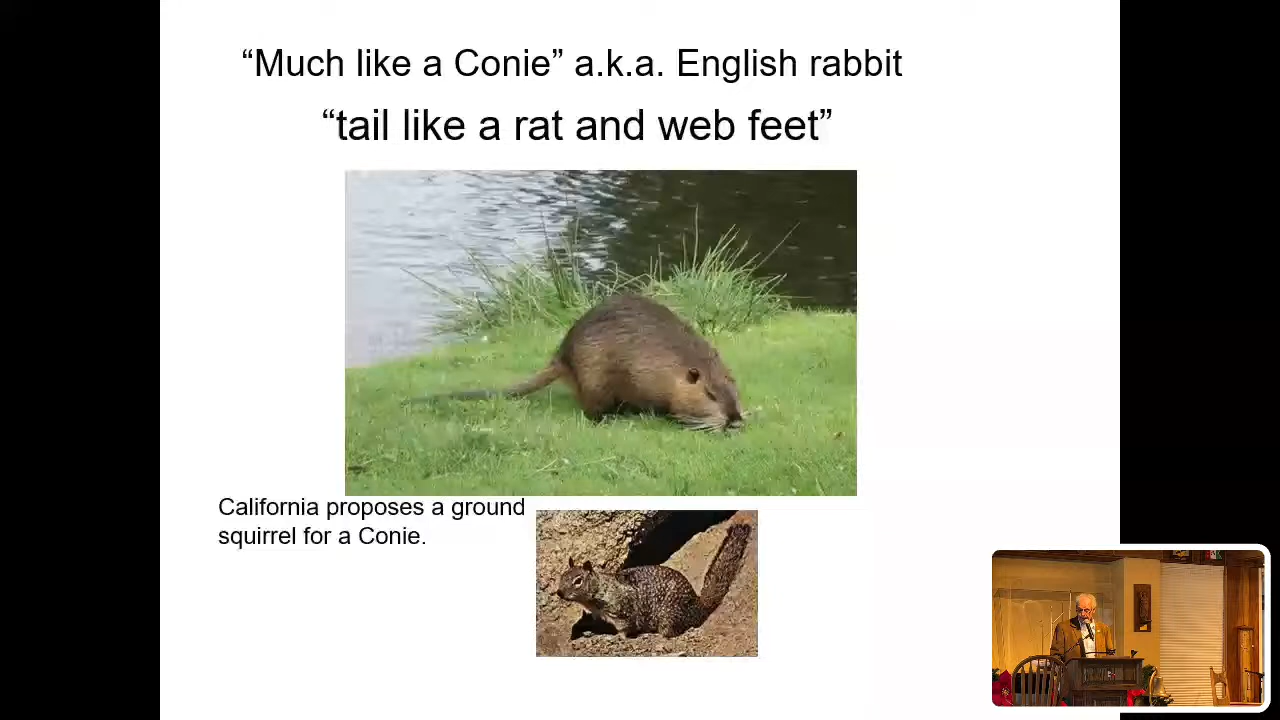 “Much like a Conie” a.k.a. English rabbit
“tail like a rat and web feet”
California proposes a ground
squirrel for a Conie.